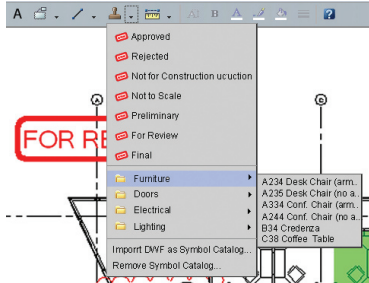 A
AI B A
Approved
Rejected
Not for Construction ucuction
Not to Scale
Preliminary
For Review
Final
FOR RE
Furniture
Doors
Electrical
Lighting
A234 Desk Chair (arm..
A235 Desk Chair (no a..
A334 Conf. Chair (arm..
A244 Conf. Chair (no a..
B34 Credenza
C38 Coffee Table
Import DWF as Symbol Catalog...
Remove Symbol Catalog...